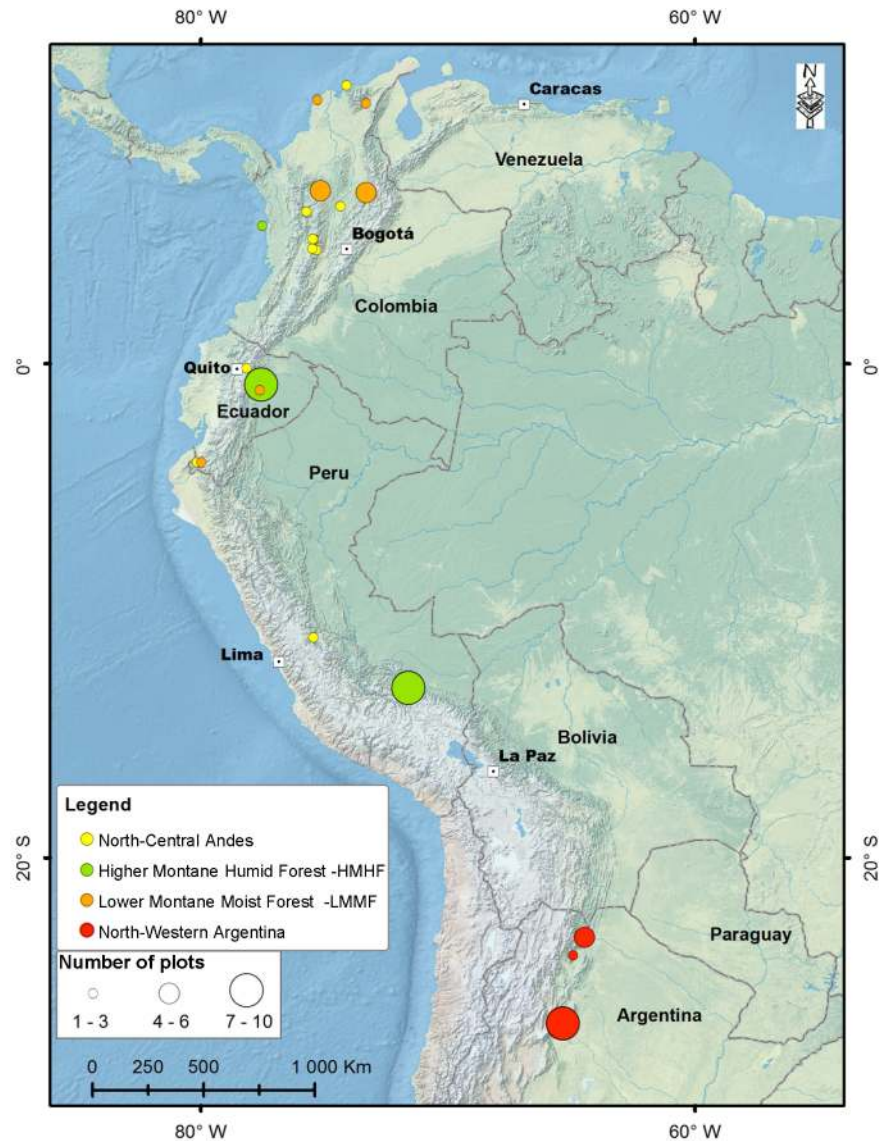 80° W 60° W
N
Caracas
Venezuela
Bogotá
Colombia
0° Quito 0°
Ecuador
Peru
Lima
Bolivia
La Paz
Legend
North-Central Andes
20° S 20° S
Higher Montane Humid Forest -HMHF
Lower Montane Moist Forest -LMMF
North-Western Argentina
Paraguay
Number of plots
1 - 3 4 - 6 7 - 10
Argentina
0 250 500 1 000 Km
80° W 60° W